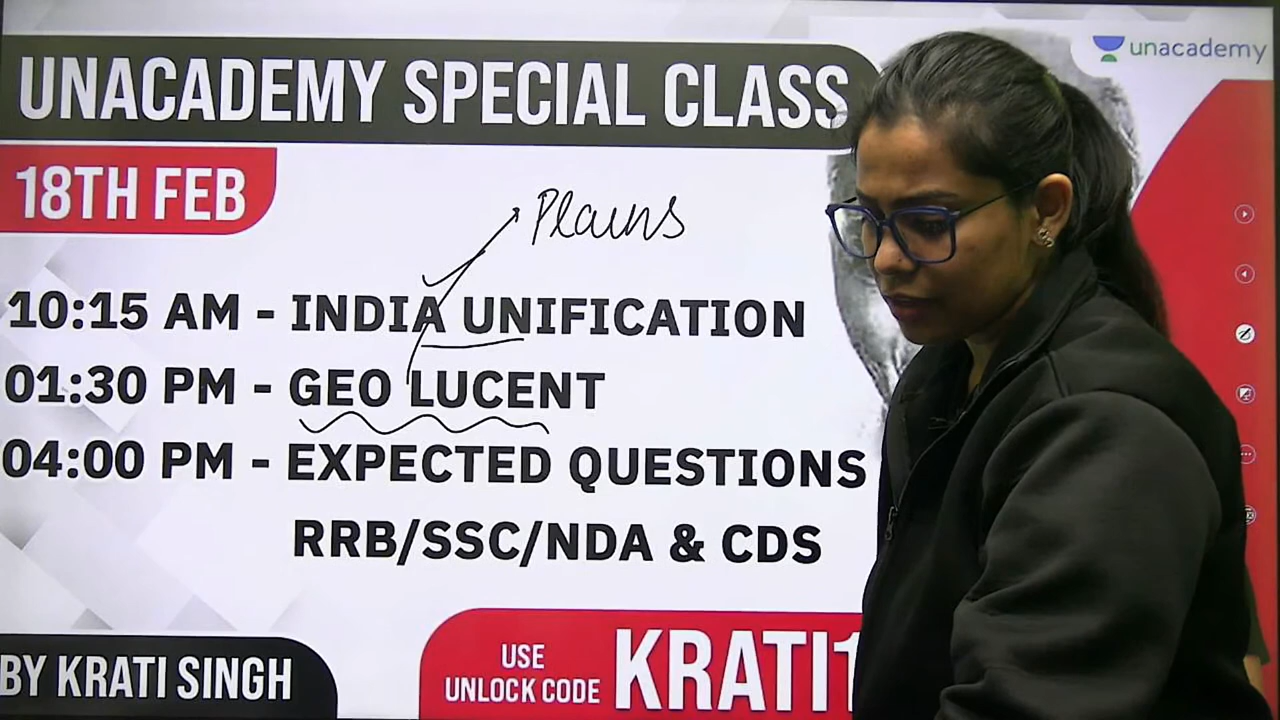 UNACADEMY SPECIAL CLASS
unacademy
18TH FEB
Plains
10:15 AM - INDIA UNIFICATION
01:30 PM - GEO LUCENT
04:00 PM - EXPECTED QUESTIONS
RRB/SSC/NDA & CDS
BY KRATI SINGH
USE
UNLOCK CODE
KRATI1